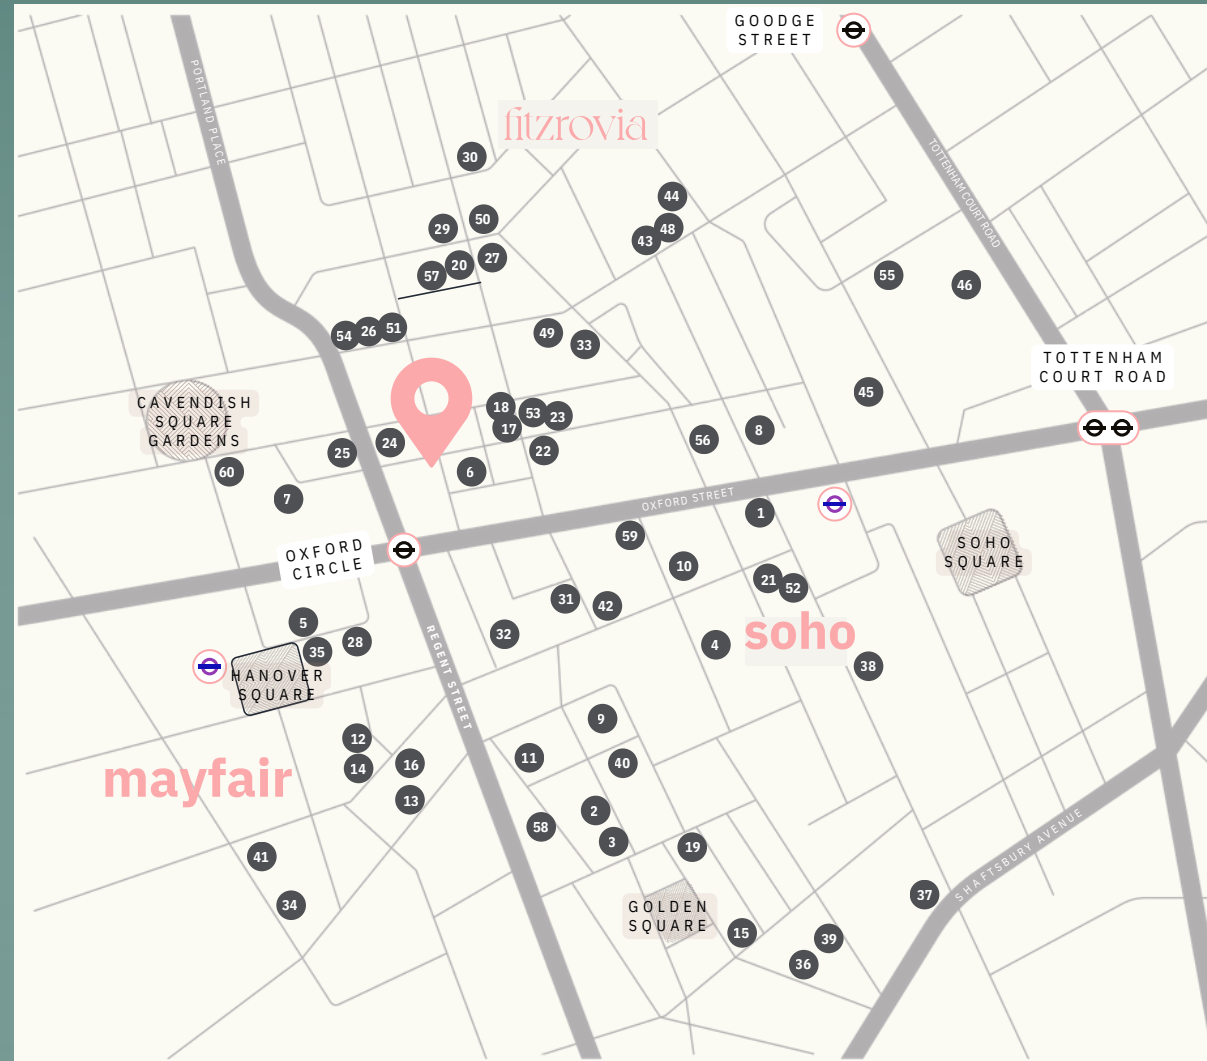 GOODGE
STREET
PORTLAND PLACE
fitzrovia
TOTTENHAM COURT ROAD
30
44
50
29
48
43
27
20
57
55
46
51
26
54
49
33
TOTTENHAM
COURT ROAD
45
CAVENDISH
SQUARE
GARDENS
18
53
23
17
8
56
24
25
22
60
6
7
OXFORD STREET
1
59
OXFORD
CIRCLE
SOHO
SQUARE
10
21
52
31
42
5
32
soho
28
4
35
38
HANOVER
SQUARE
REGENT STREET
9
12
11
mayfair
14
16
40
13
2
58
3
19
41
SHAFTSBURY AVENUE
37
34
GOLDEN
SQUARE
15
39
36